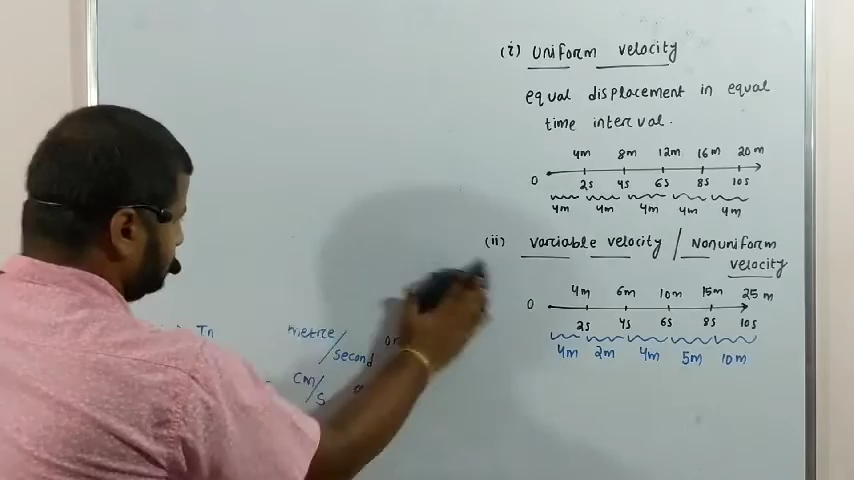 In metre/second or
cm/s
(i) Uniform velocity
equal displacement in equal
time interval.
4m 8m 12m 16m 20m
0
2s 4s 6s 8s 10s
4m 4m 4m 4m 4m
(ii) variable velocity / Nonuniform
velocity
4m 6m 10m 15m 25m
0
2s 4s 6s 8s 10s
4m 2m 4m 5m 10m